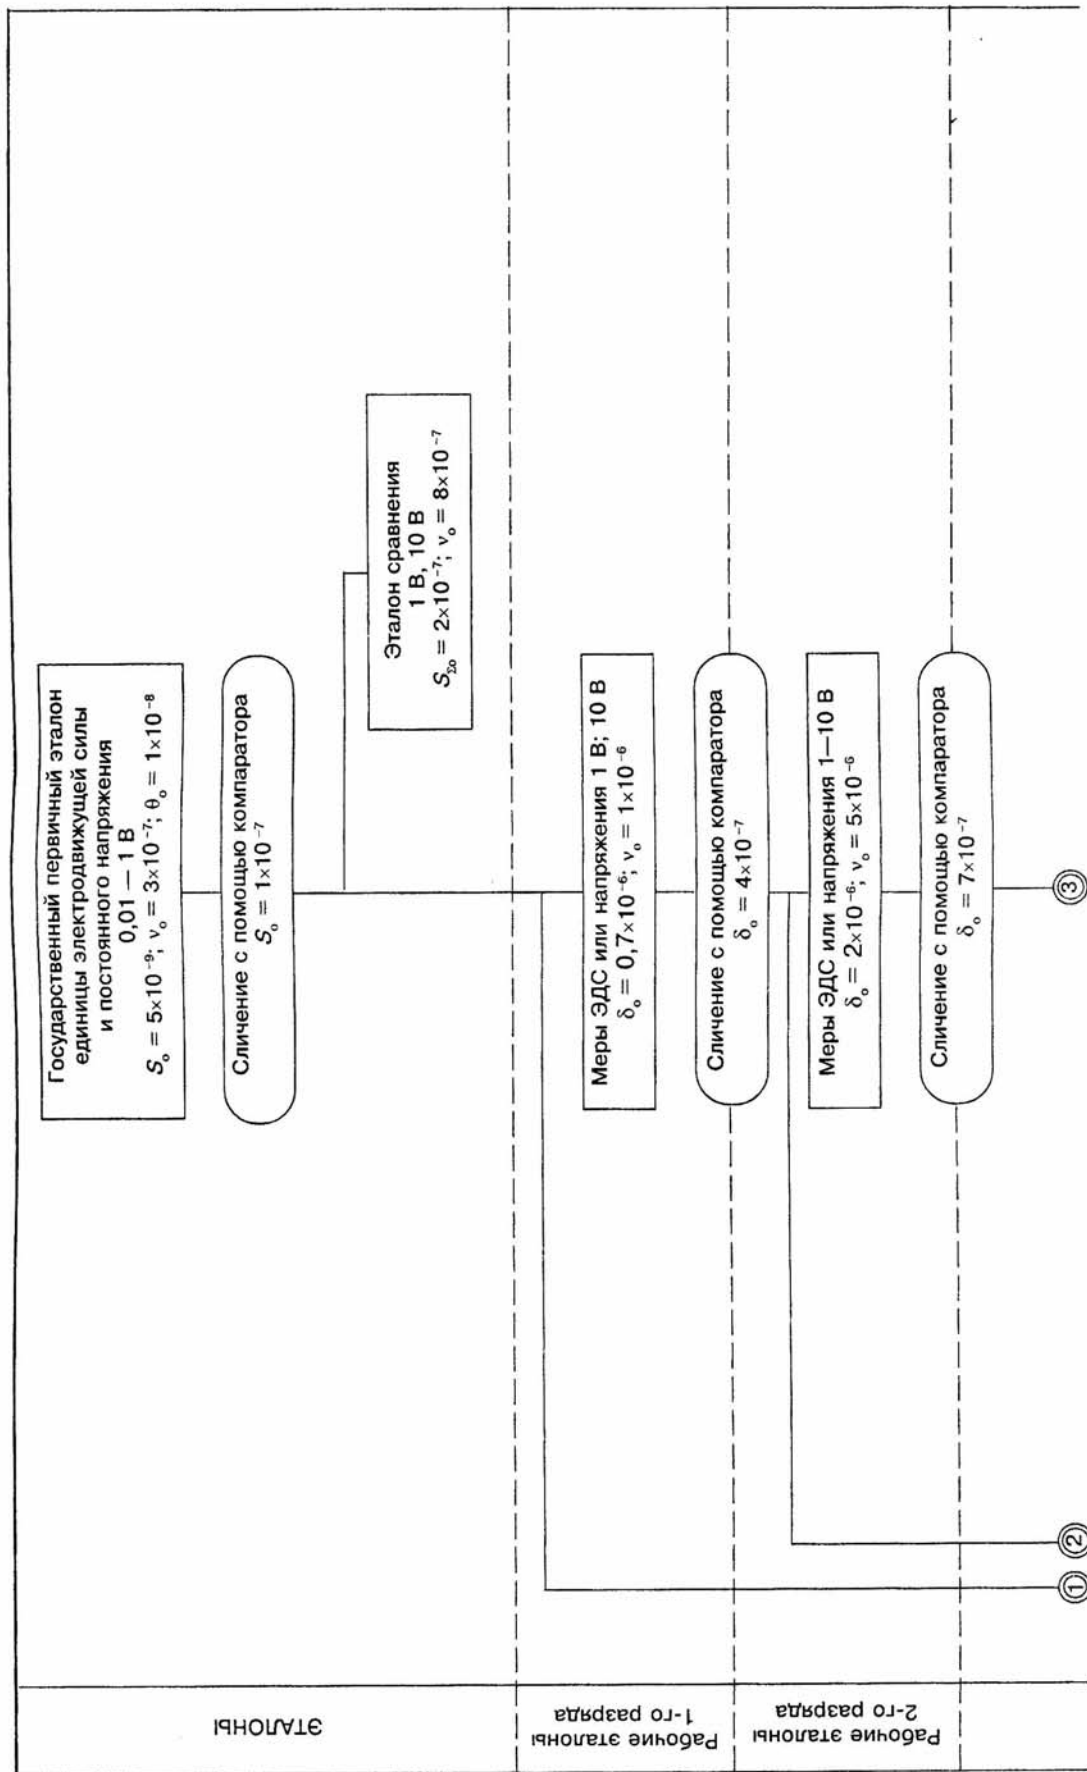 ЭТАЛОНЫ
Государственный первичный эталон
единицы электродвижущей силы
и постоянного напряжения
0,01 — 1 В
S₀ = 5×10⁻⁹; ν₀ = 3×10⁻⁷; θ₀ = 1×10⁻⁸
Сличение с помощью компаратора
S₀ = 1×10⁻⁷
Эталон сравнения
1 В, 10 В
S_Σ₀ = 2×10⁻⁷; ν₀ = 8×10⁻⁷
Рабочие эталоны
1-го разряда
Меры ЭДС или напряжения 1 В; 10 В
δ₀ = 0,7×10⁻⁶; ν₀ = 1×10⁻⁶
Сличение с помощью компаратора
δ₀ = 4×10⁻⁷
Рабочие эталоны
2-го разряда
Меры ЭДС или напряжения 1—10 В
δ₀ = 2×10⁻⁶; ν₀ = 5×10⁻⁶
Сличение с помощью компаратора
δ₀ = 7×10⁻⁷
1
2
3